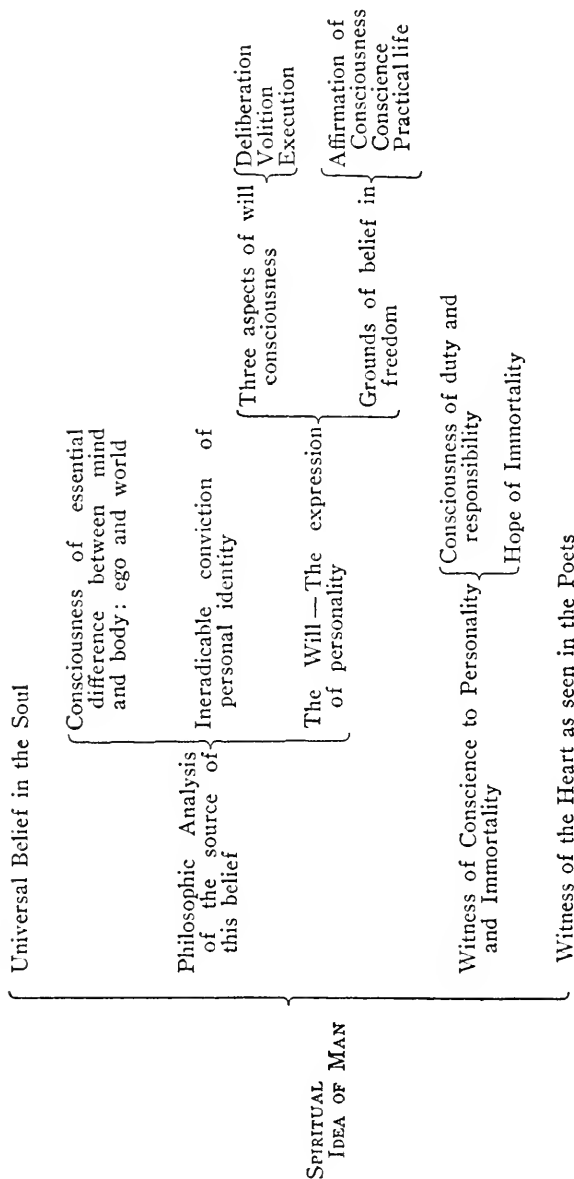 SPIRITUAL
IDEA OF MAN
Universal Belief in the Soul
Philosophic Analysis
of the source of
this belief
Consciousness of essential
difference between mind
and body: ego and world
Ineradicable conviction of
personal identity
The Will—The expression
of personality
Three aspects of will
consciousness
Deliberation
Volition
Execution
Grounds of belief in
freedom
Affirmation of
Consciousness
Conscience
Practical life
Witness of Conscience to Personality
and Immortality
Consciousness of duty and
responsibility
Hope of Immortality
Witness of the Heart as seen in the Poets